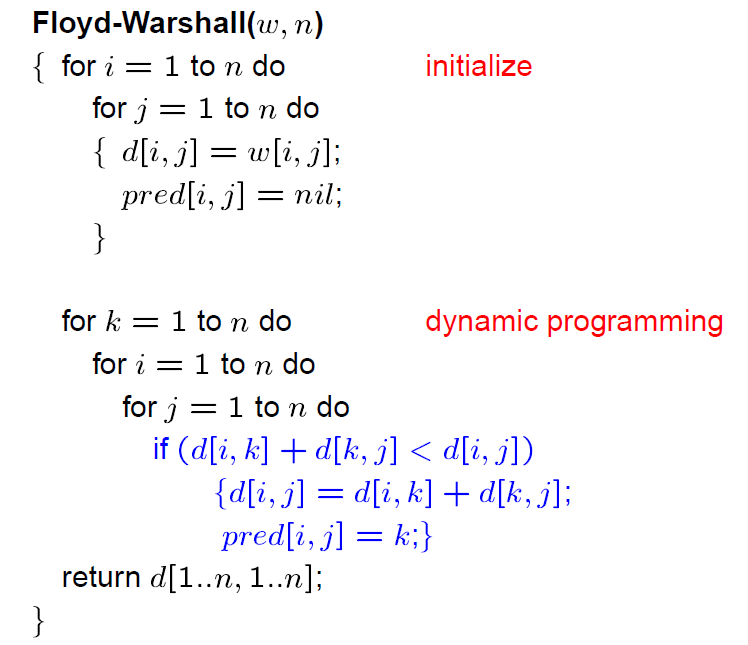 Floyd-Warshall(w, n)
{ for i = 1 to n do initialize
for j = 1 to n do
{ d[i, j] = w[i, j];
pred[i, j] = nil;
}
for k = 1 to n do dynamic programming
for i = 1 to n do
for j = 1 to n do
if (d[i, k] + d[k, j] < d[i, j])
{d[i, j] = d[i, k] + d[k, j];
pred[i, j] = k;}
return d[1..n, 1..n];
}